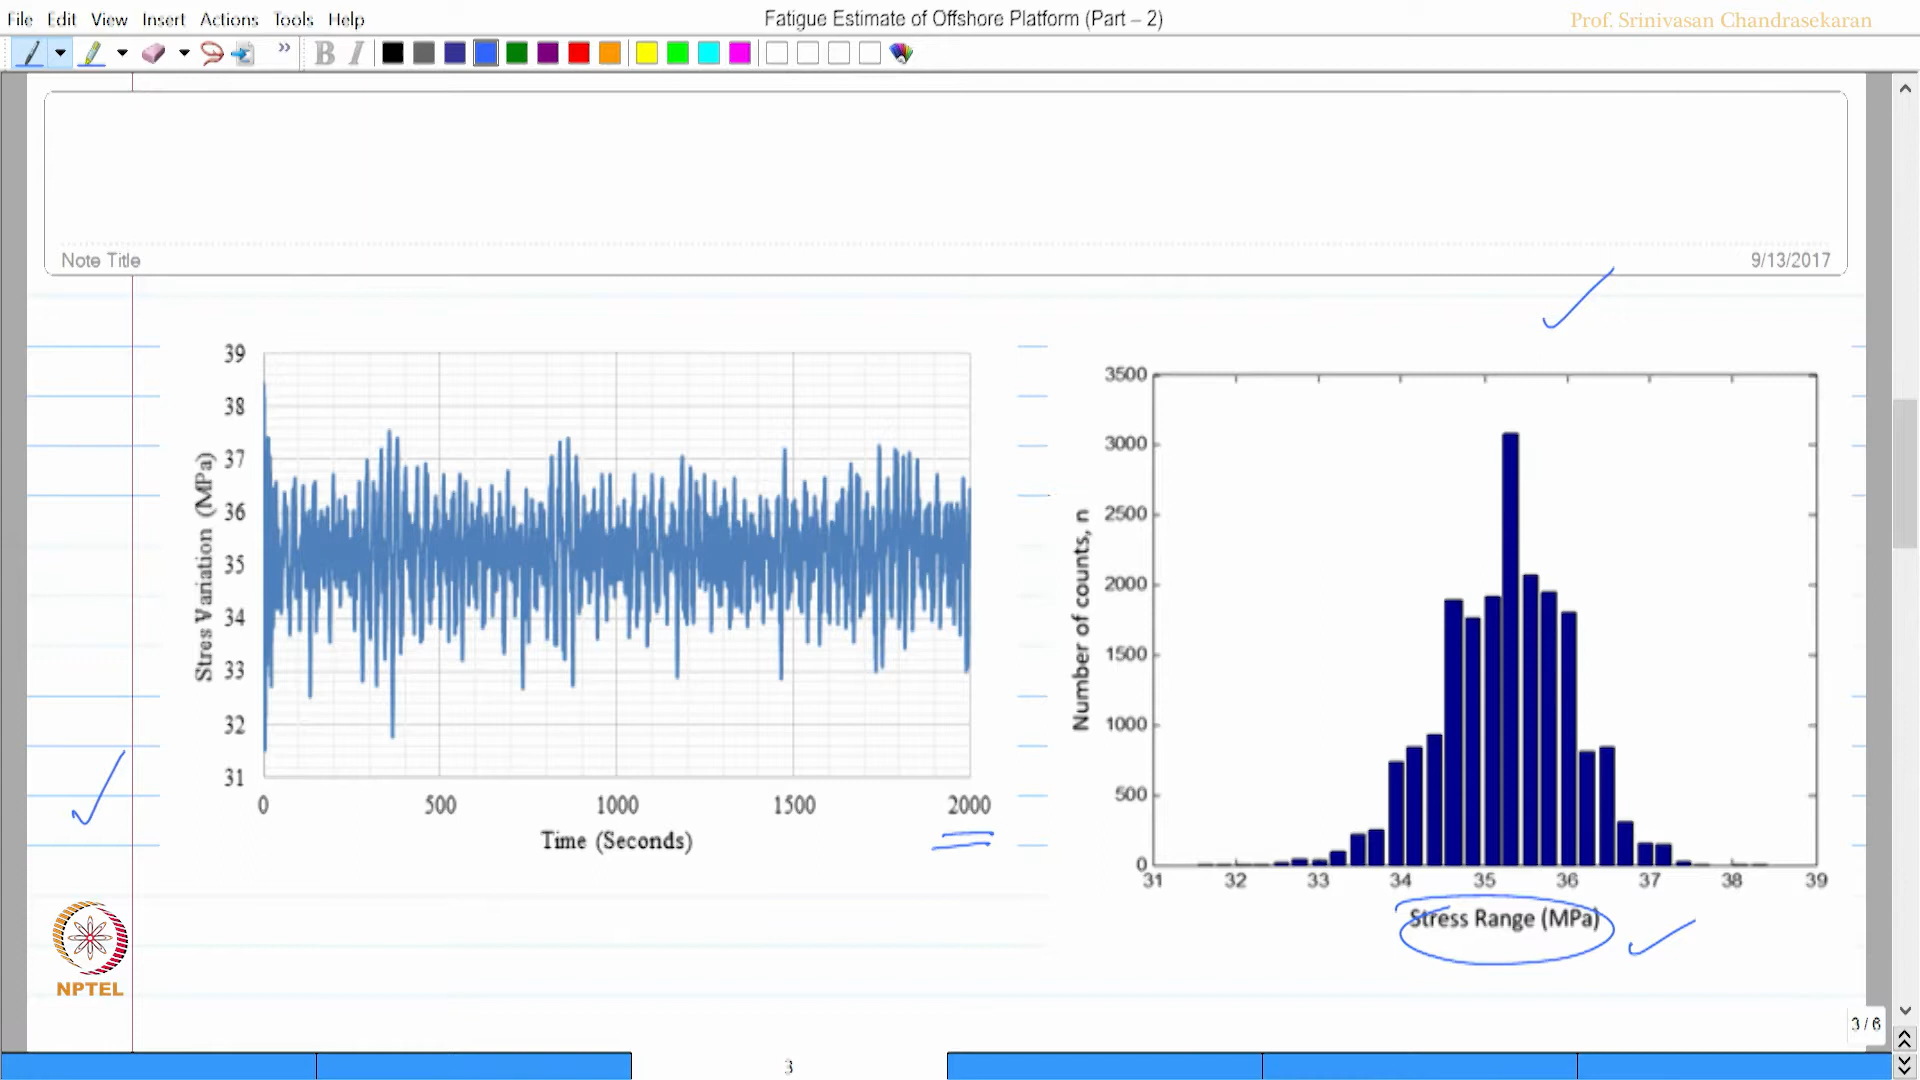 File Edit View Insert Actions Tools Help
Fatigue Estimate of Offshore Platform (Part – 2)
Prof. Srinivasan Chandrasekaran
B I
Note Title
9/13/2017
39
38
37
36
35
34
33
32
31
Stres Variation (MPa)
0 500 1000 1500 2000
Time (Seconds)
3500
3000
2500
2000
1500
1000
500
0
Number of counts, n
31 32 33 34 35 36 37 38 39
Stress Range (MPa)
NPTEL
3 / 6
3